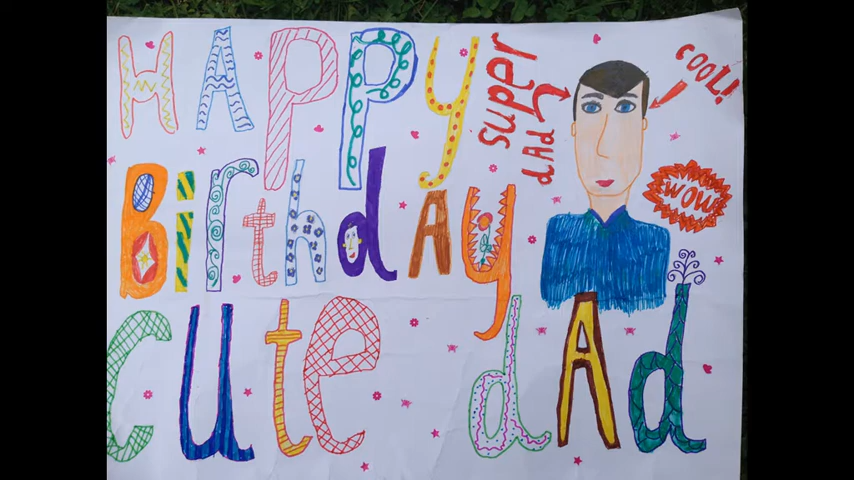 HAPPY
BirthdAy
Cute dAd
super
dAd
COOL!
WOW